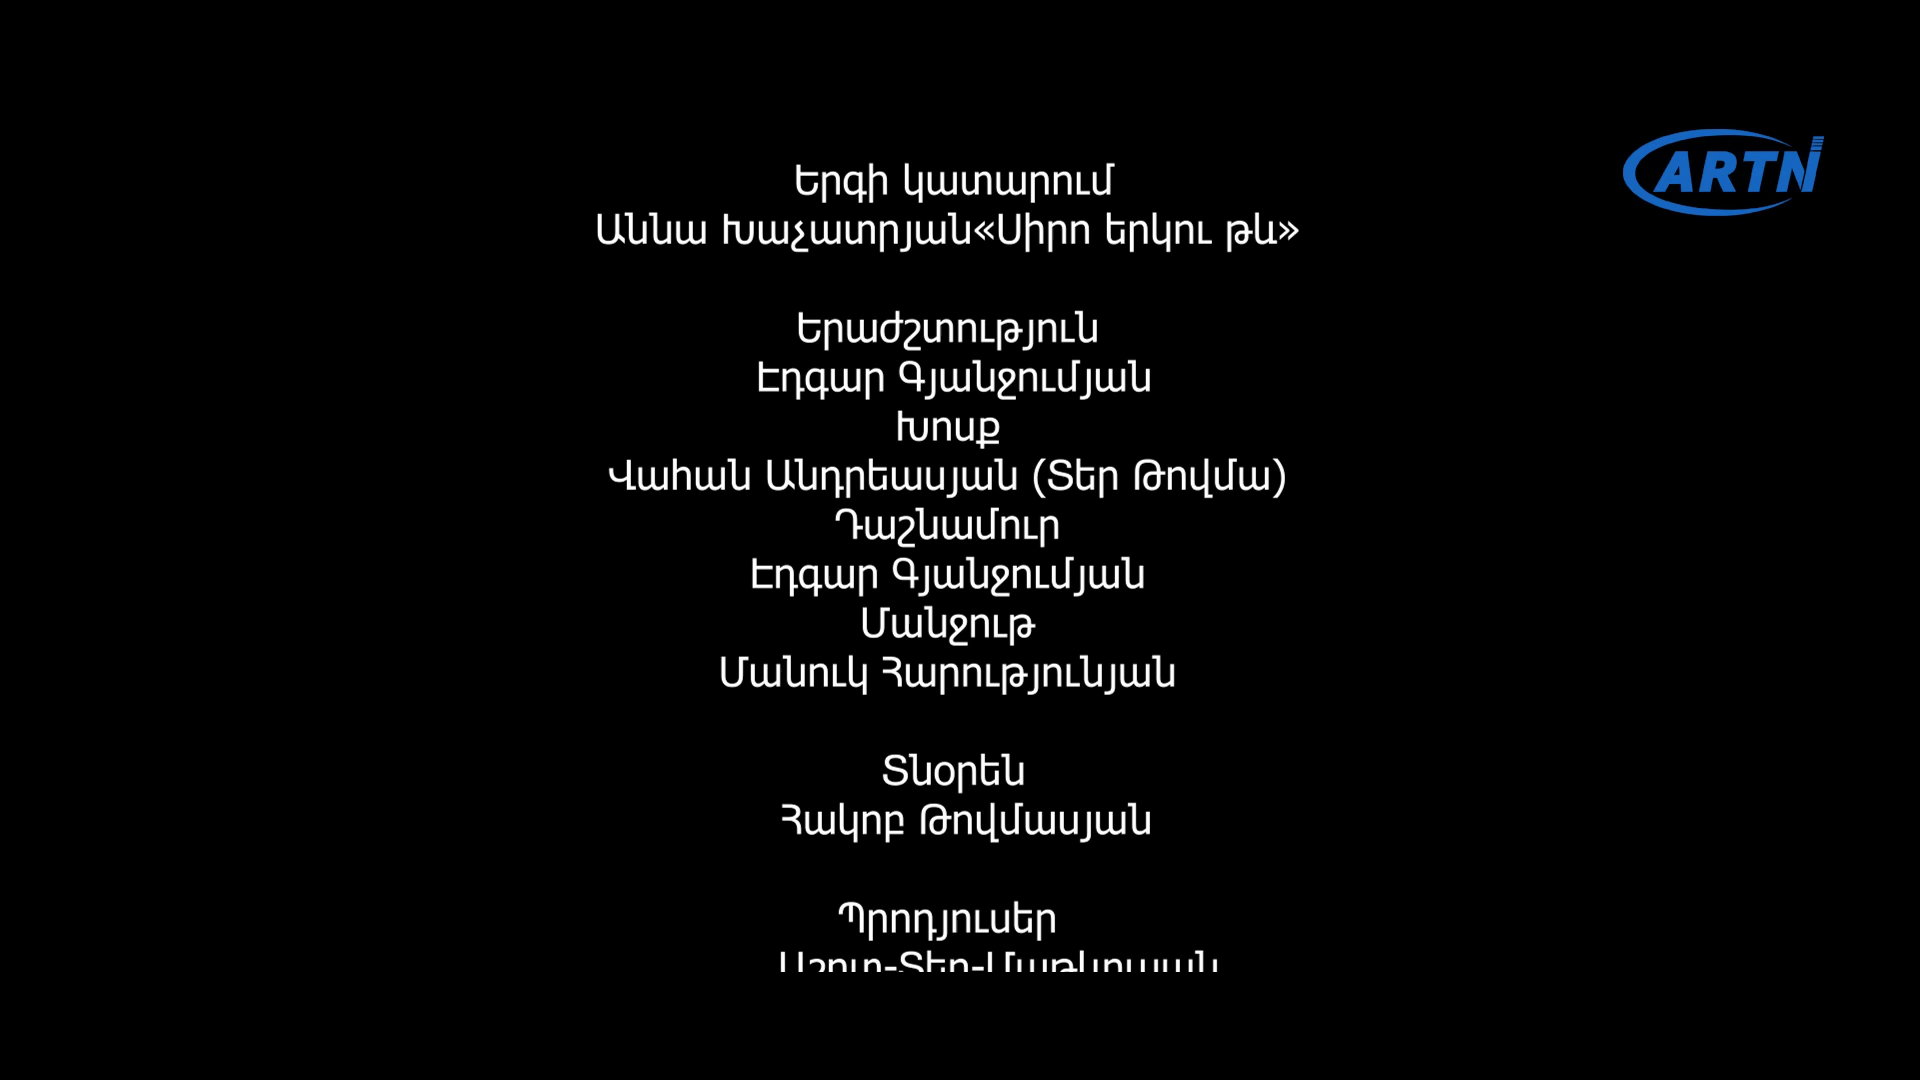 ARTN
Երգի կատարում
Աննա Խաչատրյան«Սիրո երկու թև»
Երաժշտություն
Էդգար Գյանջումյան
Խոսք
Վահան Անդրեասյան (Տեր Թովմա)
Դաշնամուր
Էդգար Գյանջումյան
Մանջութ
Մանուկ Հարությունյան
Տնօրեն
Հակոբ Թովմասյան
Պրոդյուսեր